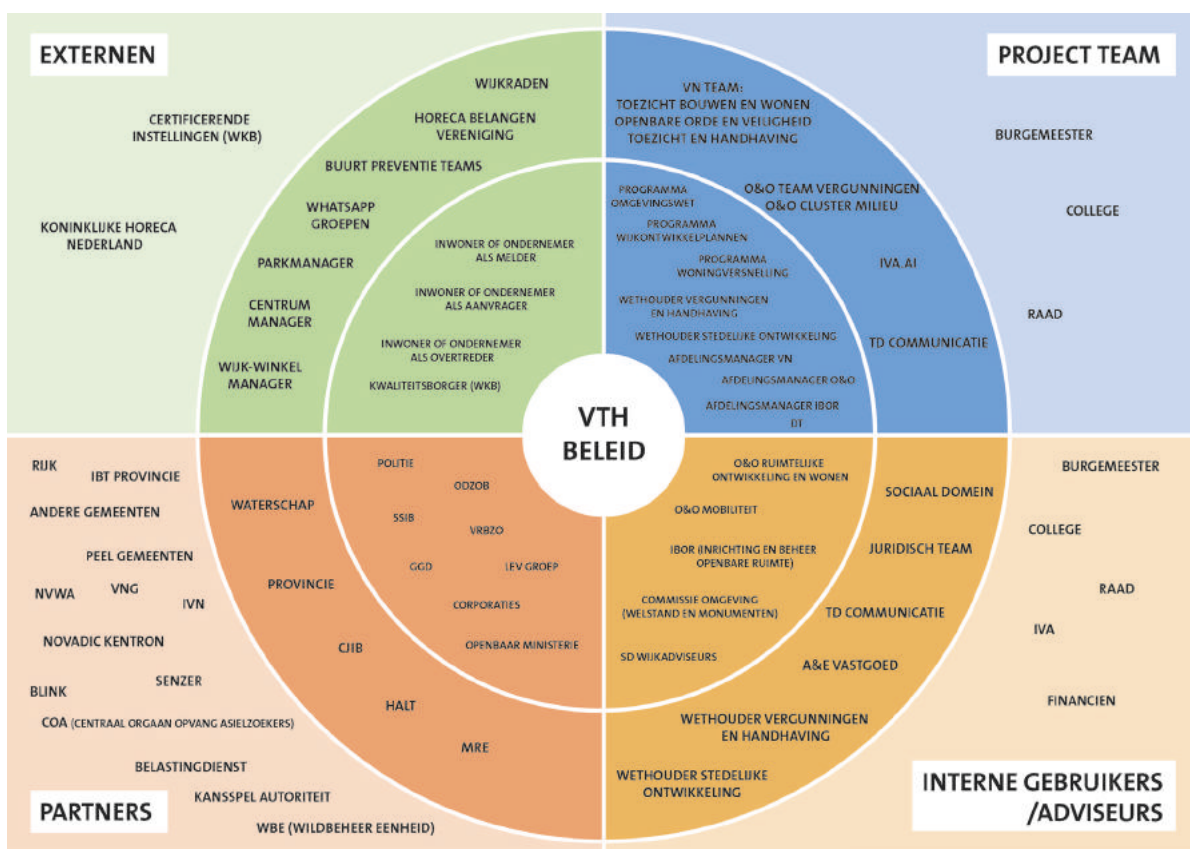 EXTERNEN
CERTIFICERENDE
INSTELLINGEN (WKB)
KONINKLIJKE HORECA
NEDERLAND
WIJKRADEN
HORECA BELANGEN
VERENIGING
BUURT PREVENTIE TEAMS
WHATSAPP
GROEPEN
PARKMANAGER
CENTRUM
MANAGER
WIJK-WINKEL
MANAGER
INWONER OF ONDERNEMER
ALS MELDER
INWONER OF ONDERNEMER
ALS AANVRAGER
INWONER OF ONDERNEMER
ALS OVERTREDER
KWALITEITSBORGER (WKB)
PROJECT TEAM
BURGEMEESTER
COLLEGE
RAAD
VN TEAM:
TOEZICHT BOUWEN EN WONEN
OPENBARE ORDE EN VEILIGHEID
TOEZICHT EN HANDHAVING
O&O TEAM VERGUNNINGEN
O&O CLUSTER MILIEU
IVA.AI
TD COMMUNICATIE
PROGRAMMA
OMGEVINGSWET
PROGRAMMA
WIJKONTWIKKELPLANNEN
PROGRAMMA
WONINGVERSNELLING
WETHOUDER VERGUNNINGEN
EN HANDHAVING
WETHOUDER STEDELIJKE ONTWIKKELING
AFDELINGSMANAGER VN
AFDELINGSMANAGER O&O
AFDELINGSMANAGER IBOR
DT
VTH
BELEID
RIJK
IBT PROVINCIE
ANDERE GEMEENTEN
PEEL GEMEENTEN
NVWA
VNG
IVN
NOVADIC KENTRON
SENZER
BLINK
COA (CENTRAAL ORGAAN OPVANG ASIELZOEKERS)
BELASTINGDIENST
KANSSPEL AUTORITEIT
WBE (WILDBEHEER EENHEID)
PARTNERS
WATERSCHAP
PROVINCIE
CJIB
HALT
MRE
POLITIE
ODZOB
SSIB
VRBZO
GGD
LEV GROEP
CORPORATIES
OPENBAAR MINISTERIE
O&O RUIMTELIJKE
ONTWIKKELING EN WONEN
O&O MOBILITEIT
IBOR (INRICHTING EN BEHEER
OPENBARE RUIMTE)
COMMISSIE OMGEVING
(WELSTAND EN MONUMENTEN)
SD WIJKADVISEURS
SOCIAAL DOMEIN
JURIDISCH TEAM
TD COMMUNICATIE
A&E VASTGOED
WETHOUDER VERGUNNINGEN
EN HANDHAVING
WETHOUDER STEDELIJKE
ONTWIKKELING
BURGEMEESTER
COLLEGE
RAAD
IVA
FINANCIEN
INTERNE GEBRUIKERS
/ADVISEURS